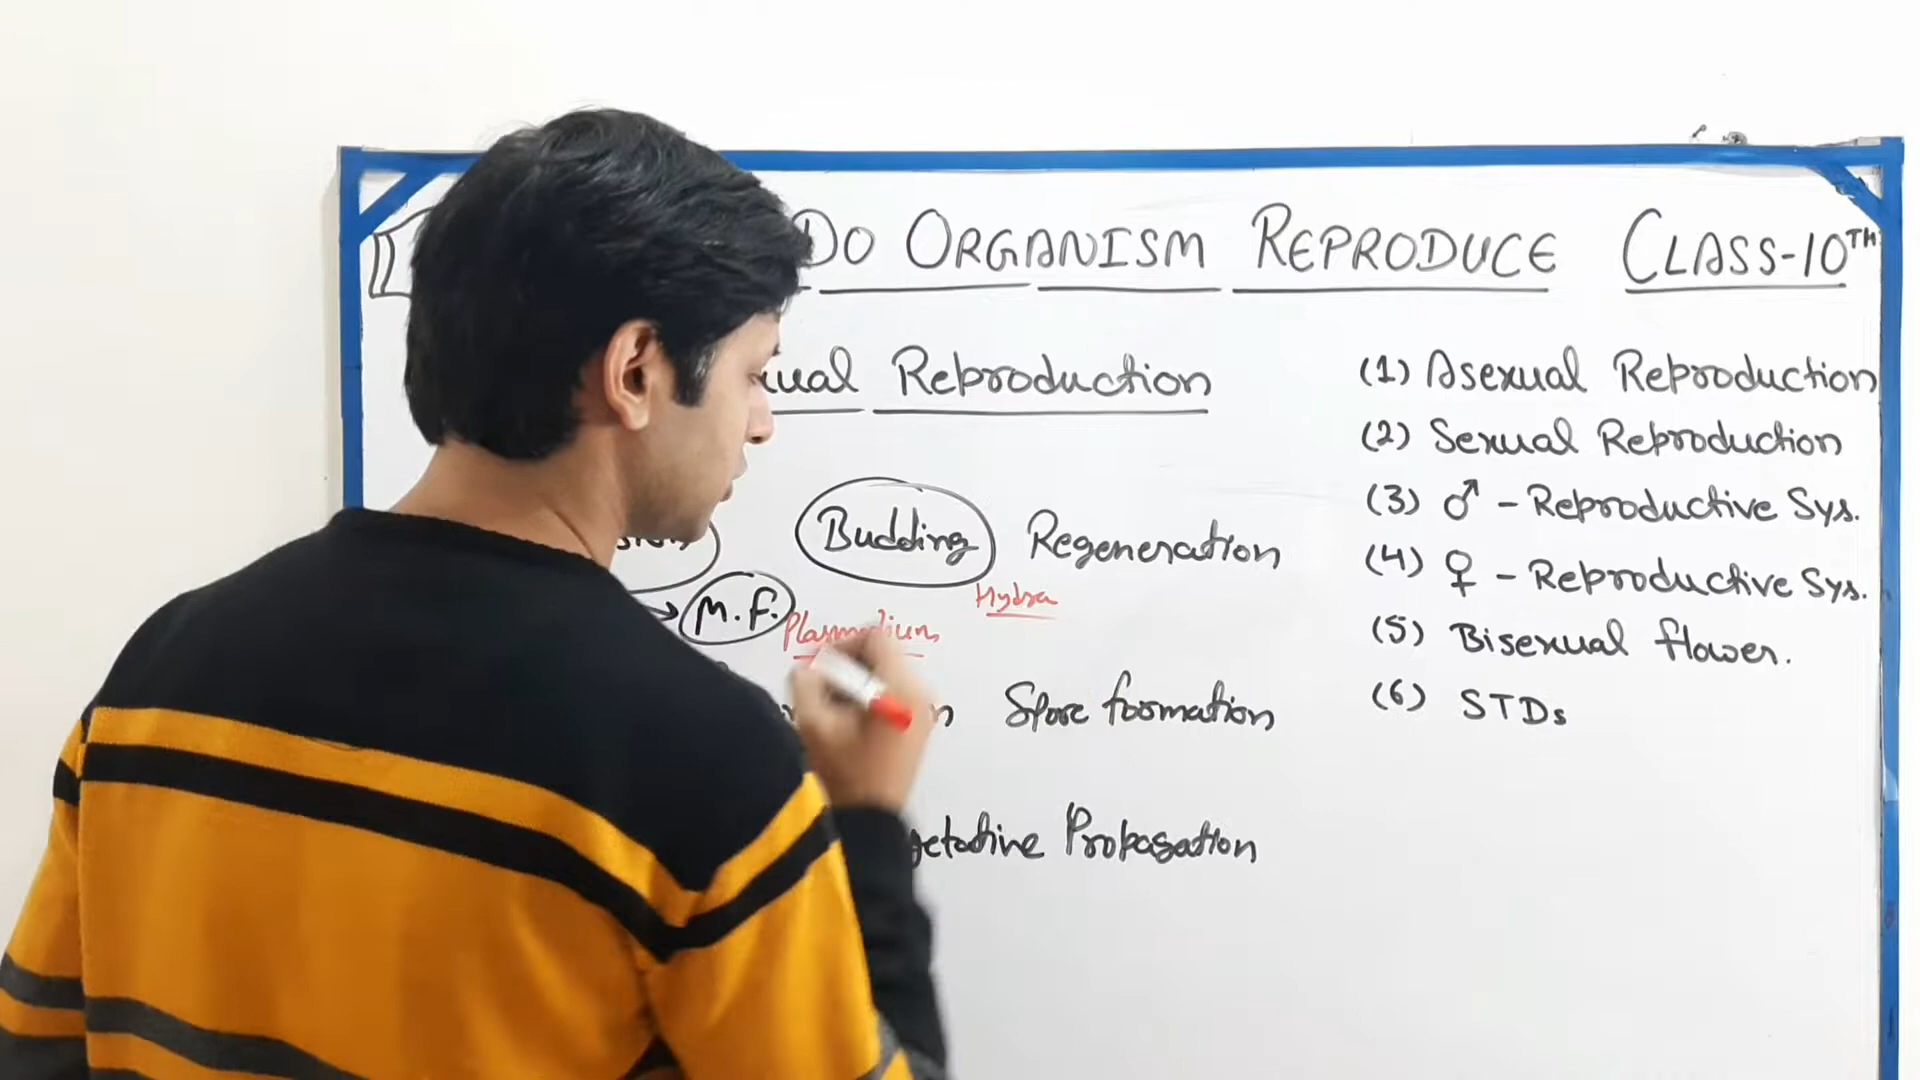 DO ORGANISM REPRODUCE CLASS-10TH
Reproduction
Budding Regeneration
M.F. Hydra
Plasmodium
Spore formation
Propagation
(1) Asexual Reproduction
(2) Sexual Reproduction
(3) ♂ - Reproductive Sys.
(4) ♀ - Reproductive Sys.
(5) Bisexual flower.
(6) STDs